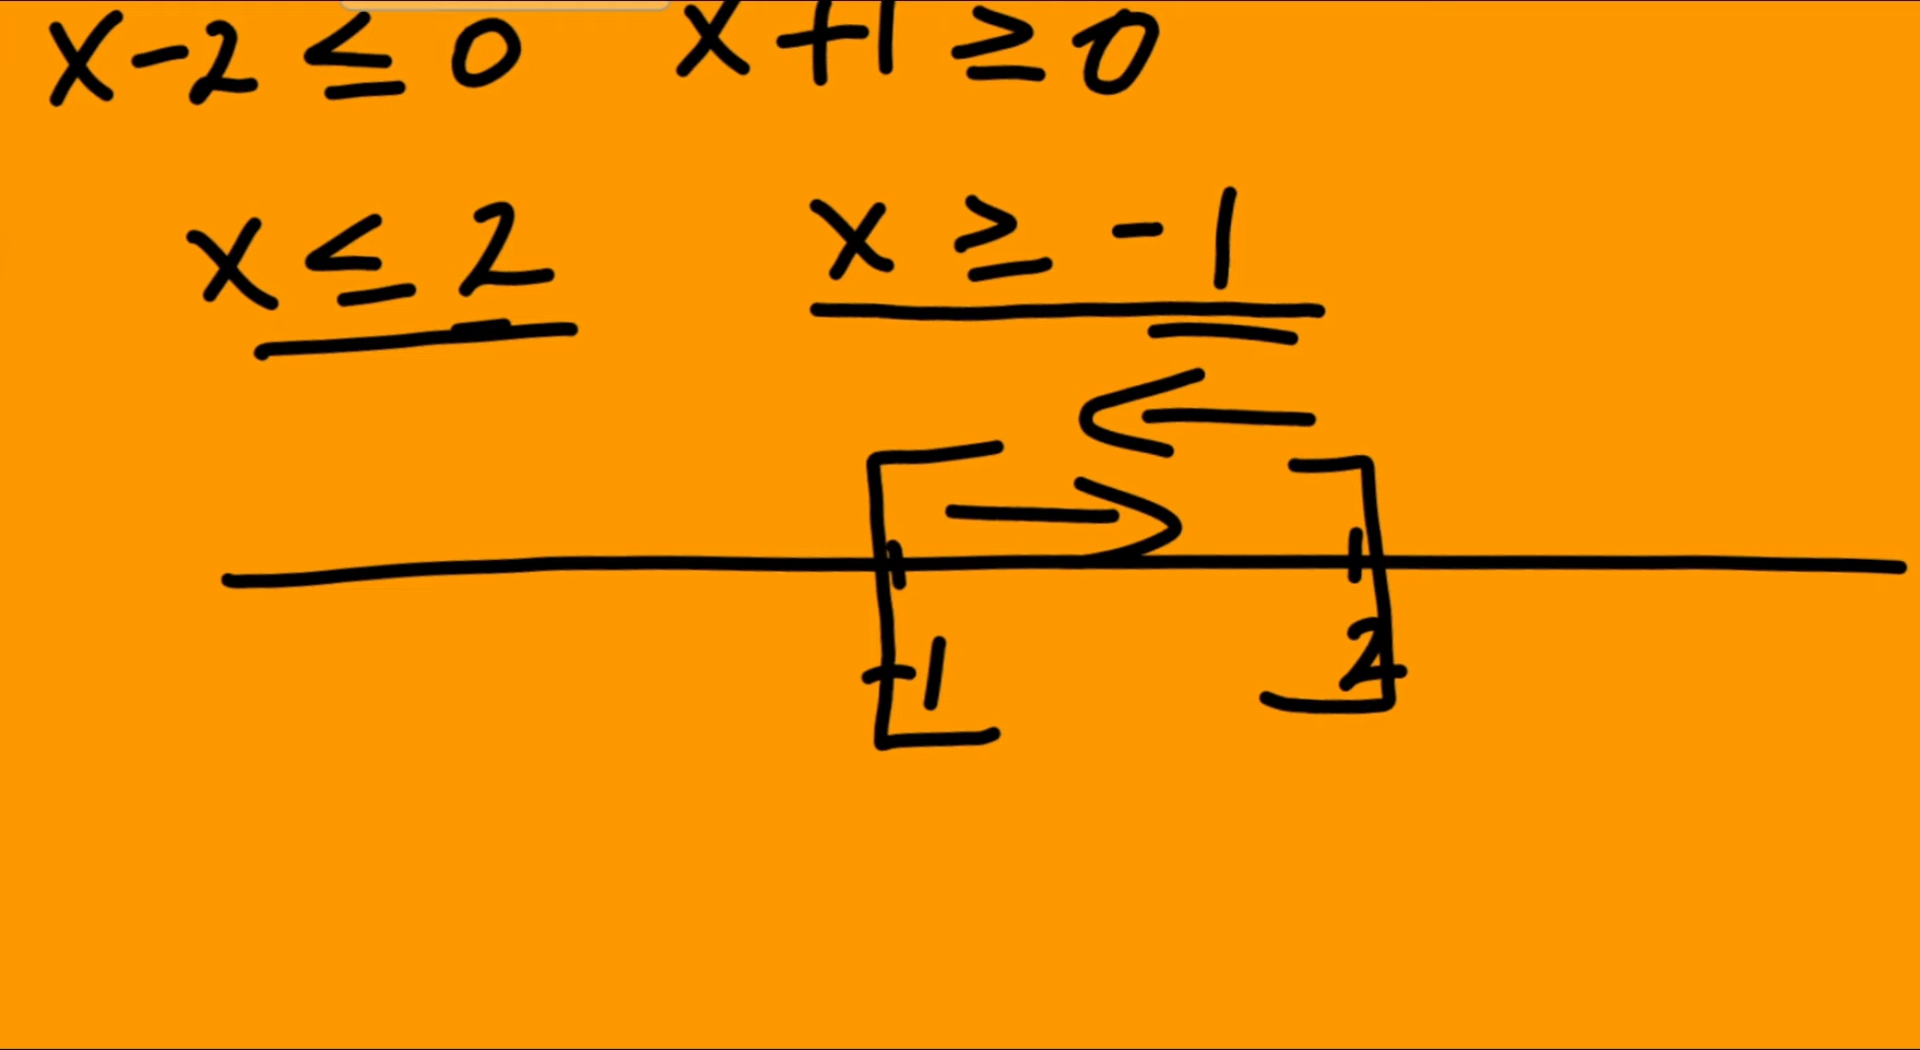 x-2 ≤ 0 x+1 ≥ 0
x ≤ 2 x ≥ -1
-1 2